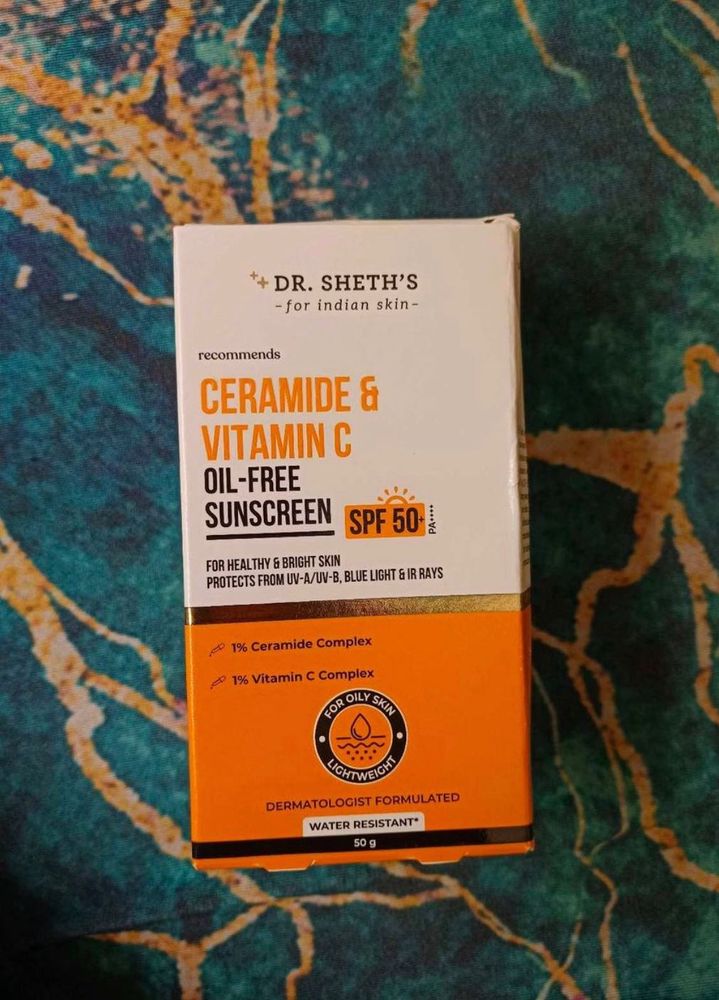 DR. SHETH'S
-for indian skin-
recommends
CERAMIDE &
VITAMIN C
OIL-FREE
SUNSCREEN
SPF 50+
PA++++
FOR HEALTHY & BRIGHT SKIN
PROTECTS FROM UV-A/UV-B, BLUE LIGHT & IR RAYS
1% Ceramide Complex
1% Vitamin C Complex
FOR OILY SKIN
LIGHTWEIGHT
DERMATOLOGIST FORMULATED
WATER RESISTANT*
50 g